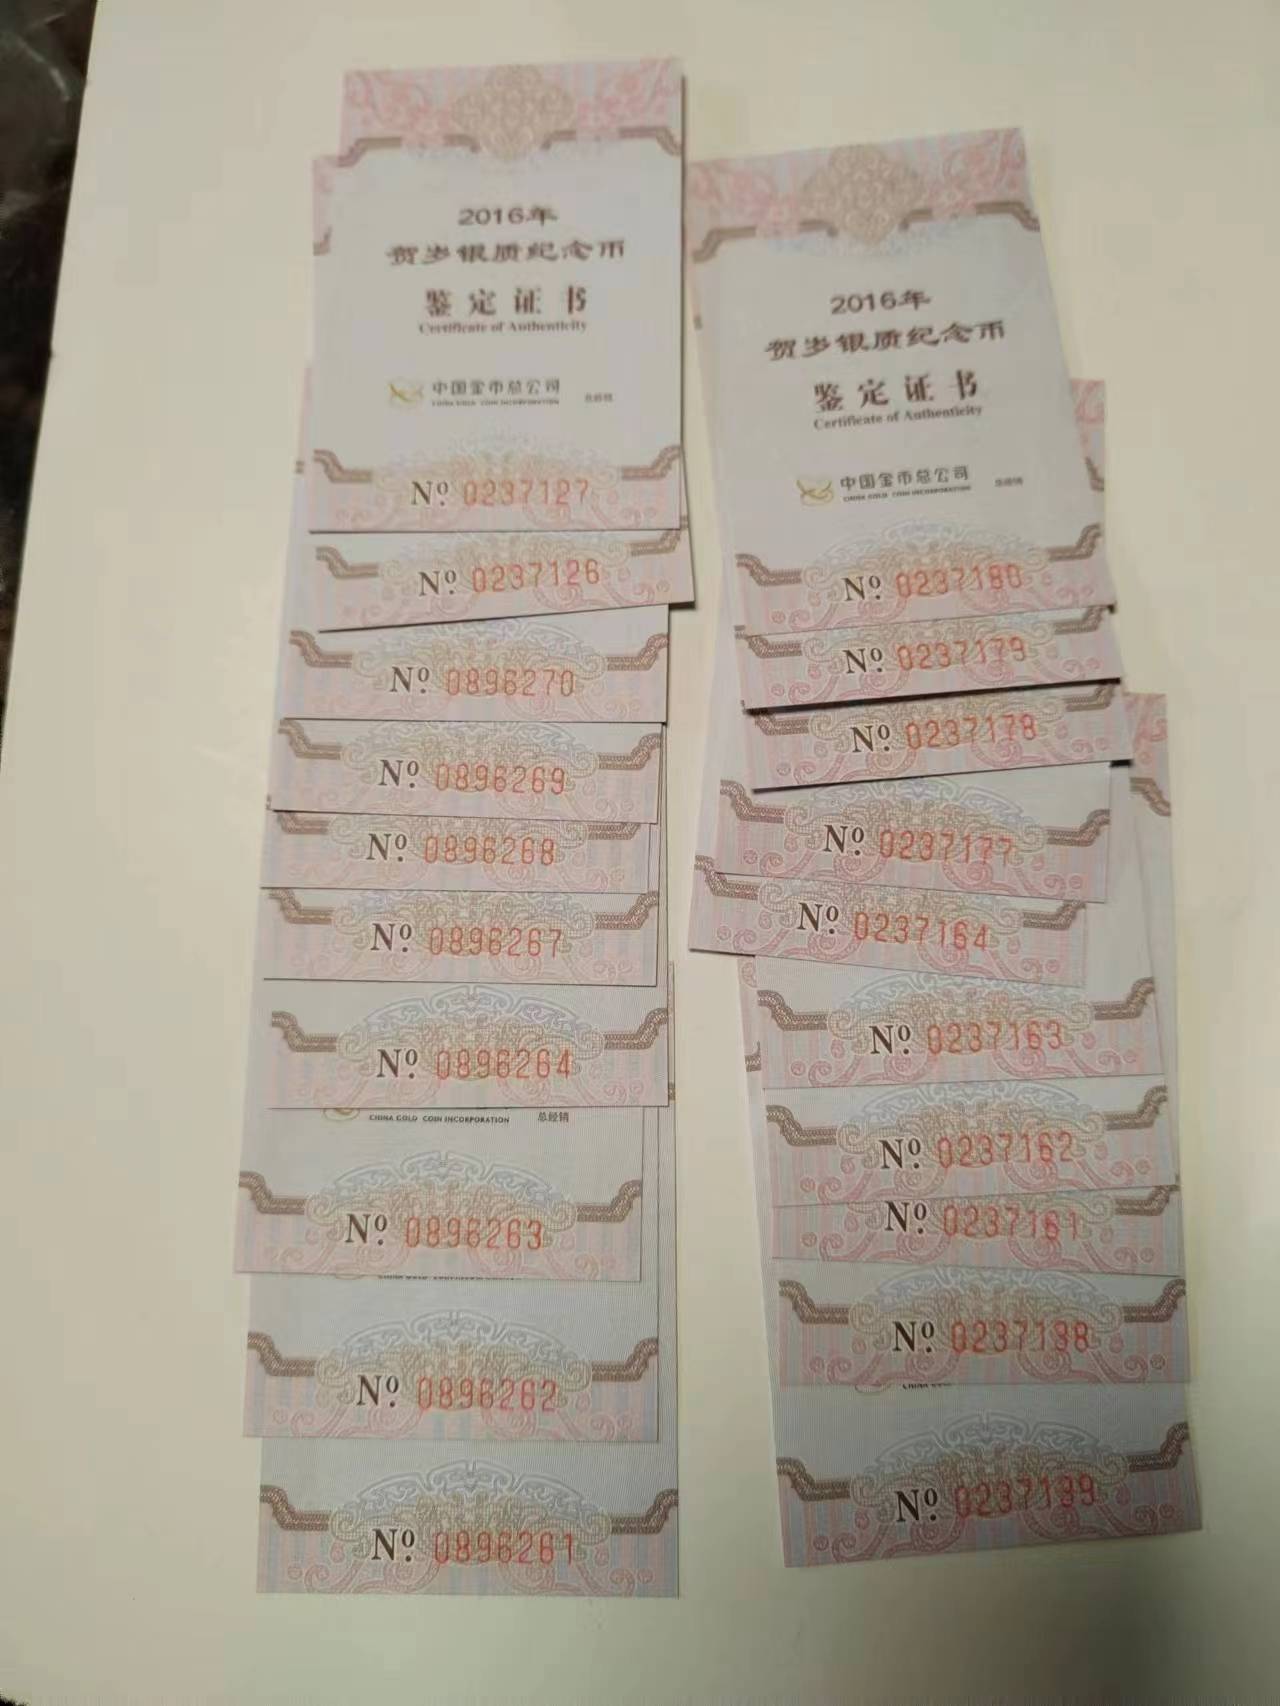 2016年
贺岁银质纪念币
鉴定证书
Certificate of Authenticity
中国金币总公司
CHINA GOLD COIN INCORPORATION
总经销
Nº. 0237127
Nº. 0237126
Nº. 0896270
Nº. 0896269
Nº. 0896268
Nº. 0896267
Nº. 0896264
CHINA GOLD COIN INCORPORATION 总经销
Nº. 0896263
Nº. 0896262
Nº. 0896261
2016年
贺岁银质纪念币
鉴定证书
Certificate of Authenticity
中国金币总公司
CHINA GOLD COIN INCORPORATION
总经销
Nº. 0237180
Nº. 0237179
Nº. 0237178
Nº. 0237177
Nº. 0237164
Nº. 0237163
Nº. 0237162
Nº. 0237161
Nº. 0237198
Nº. 0237199